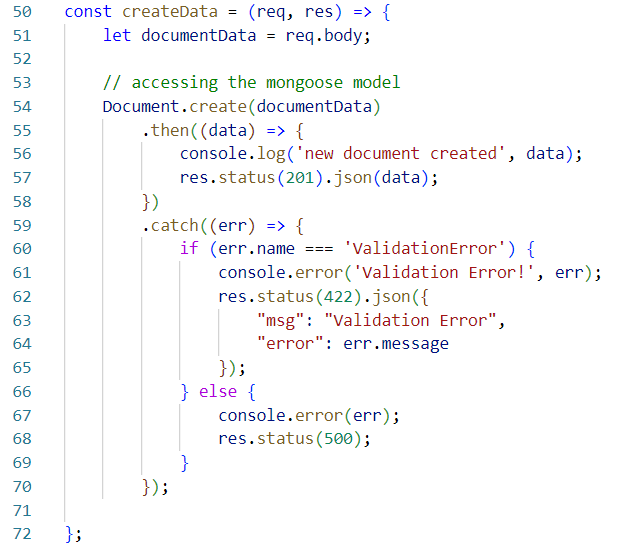 50 const createData = (req, res) => {
51     let documentData = req.body;
52
53     // accessing the mongoose model
54     Document.create(documentData)
55         .then((data) => {
56             console.log('new document created', data);
57             res.status(201).json(data);
58         })
59         .catch((err) => {
60             if (err.name === 'ValidationError') {
61                 console.error('Validation Error!', err);
62                 res.status(422).json({
63                     "msg": "Validation Error",
64                     "error": err.message
65                 });
66             } else {
67                 console.error(err);
68                 res.status(500);
69             }
70         });
71
72 };